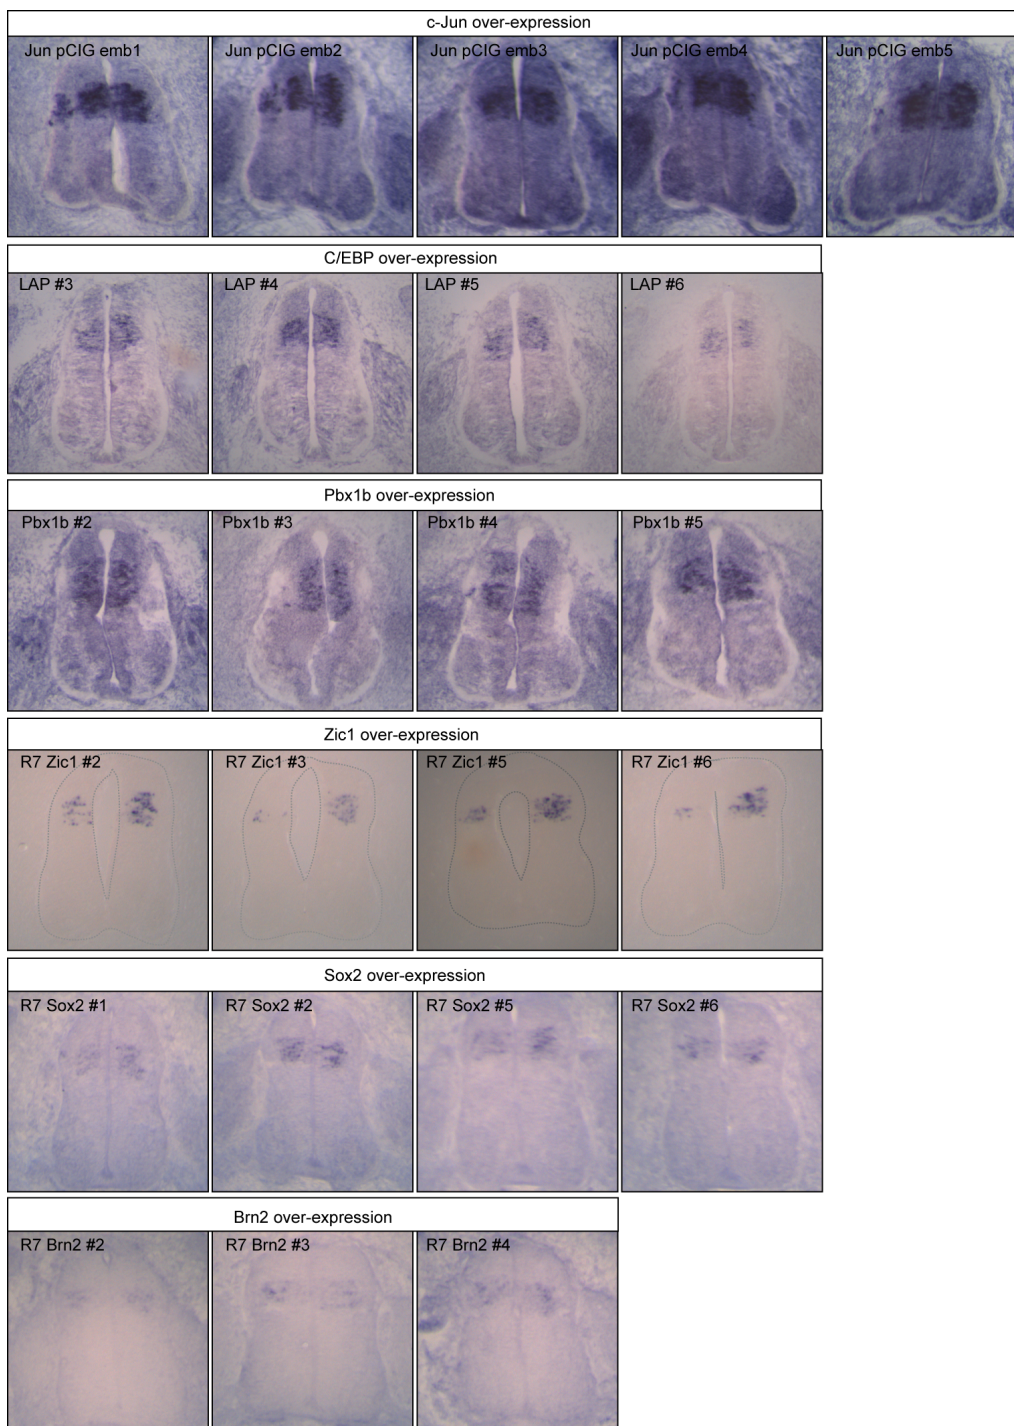 c-Jun over-expression
Jun pCIG emb1 Jun pCIG emb2 Jun pCIG emb3 Jun pCIG emb4 Jun pCIG emb5
C/EBP over-expression
LAP #3 LAP #4 LAP #5 LAP #6
Pbx1b over-expression
Pbx1b #2 Pbx1b #3 Pbx1b #4 Pbx1b #5
Zic1 over-expression
R7 Zic1 #2 R7 Zic1 #3 R7 Zic1 #5 R7 Zic1 #6
Sox2 over-expression
R7 Sox2 #1 R7 Sox2 #2 R7 Sox2 #5 R7 Sox2 #6
Brn2 over-expression
R7 Brn2 #2 R7 Brn2 #3 R7 Brn2 #4